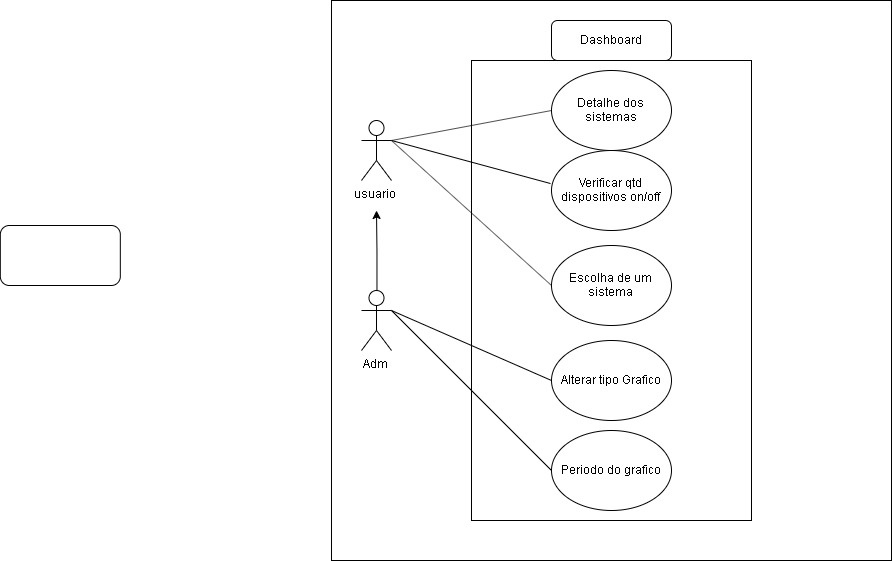 Dashboard
Detalhe dos
sistemas
usuario
Verificar qtd
dispositivos on/off
Escolha de um
sistema
Adm
Alterar tipo Grafico
Periodo do grafico